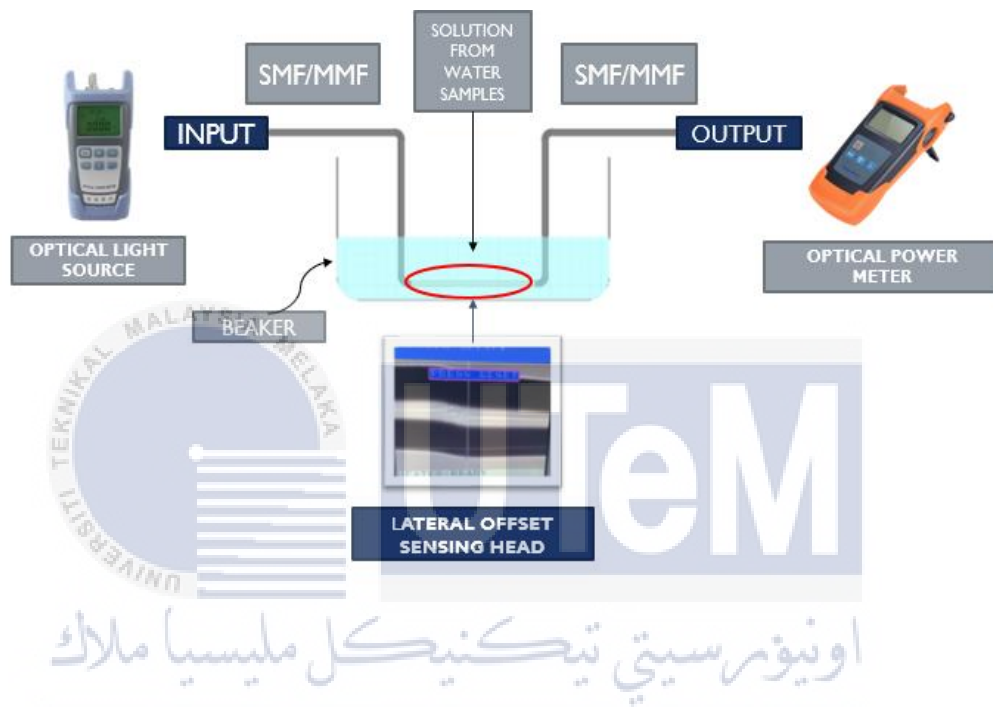 SOLUTION
FROM
WATER
SAMPLES
SMF/MMF
SMF/MMF
INPUT
OUTPUT
OPTICAL LIGHT
SOURCE
OPTICAL POWER
METER
BEAKER
LATERAL OFFSET
SENSING HEAD
UNIVERSITI TEKNIKAL MALAYSIA MELAKA
UTeM
اونيۏرسيتي تيكنيكل مليسيا ملاك